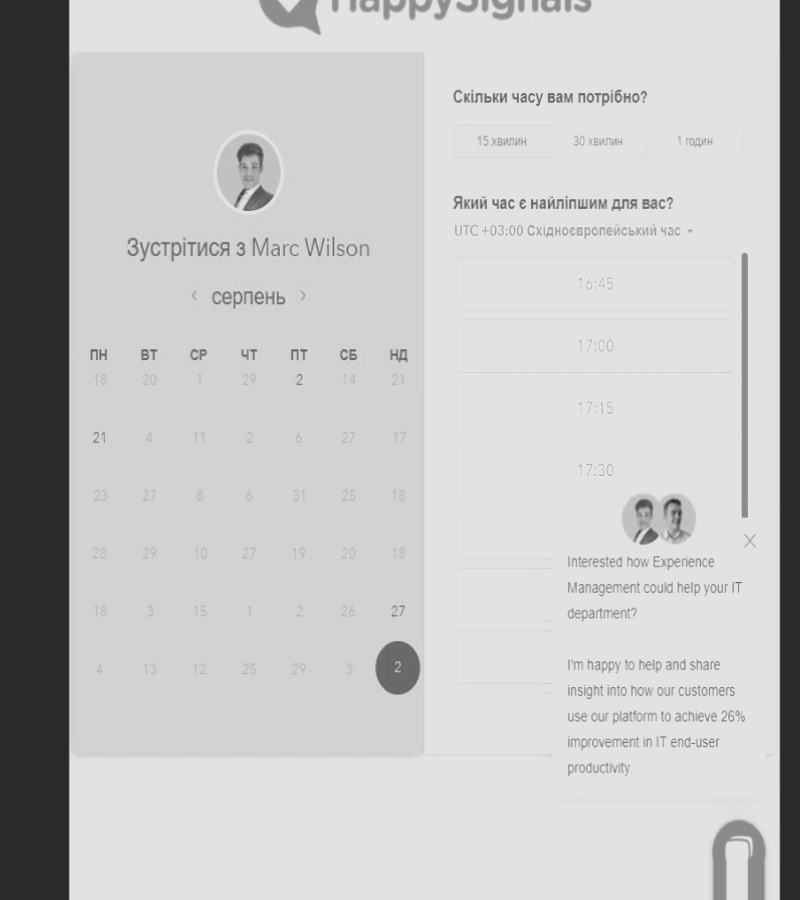 HappySignals
Зустрітися з Marc Wilson
серпень
ПН ВТ СР ЧТ ПТ СБ НД
18 20 1 29 2 14 21
21 4 11 2 6 27 17
23 27 8 6 31 25 18
28 29 10 27 19 20 18
18 3 15 1 2 26 27
4 13 12 25 29 3 2
Скільки часу вам потрібно?
15 хвилин 30 хвилин 1 годин
Який час є найліпшим для вас?
UTC +03:00 Східноєвропейський час
16:45
17:00
17:15
17:30
Interested how Experience
Management could help your IT
department?
I'm happy to help and share
insight into how our customers
use our platform to achieve 26%
improvement in IT end-user
productivity.